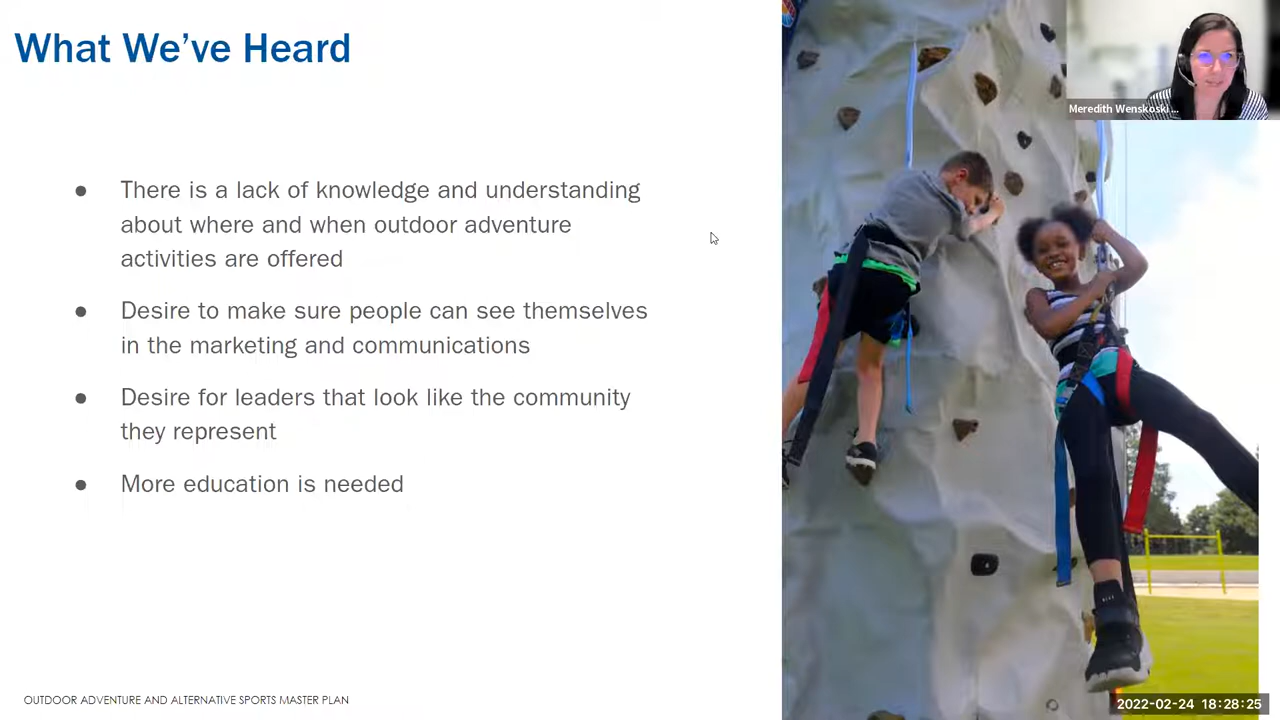 What We've Heard
Meredith Wenskoski ...
● There is a lack of knowledge and understanding
about where and when outdoor adventure
activities are offered
● Desire to make sure people can see themselves
in the marketing and communications
● Desire for leaders that look like the community
they represent
● More education is needed
OUTDOOR ADVENTURE AND ALTERNATIVE SPORTS MASTER PLAN
2022-02-24 18:28:25